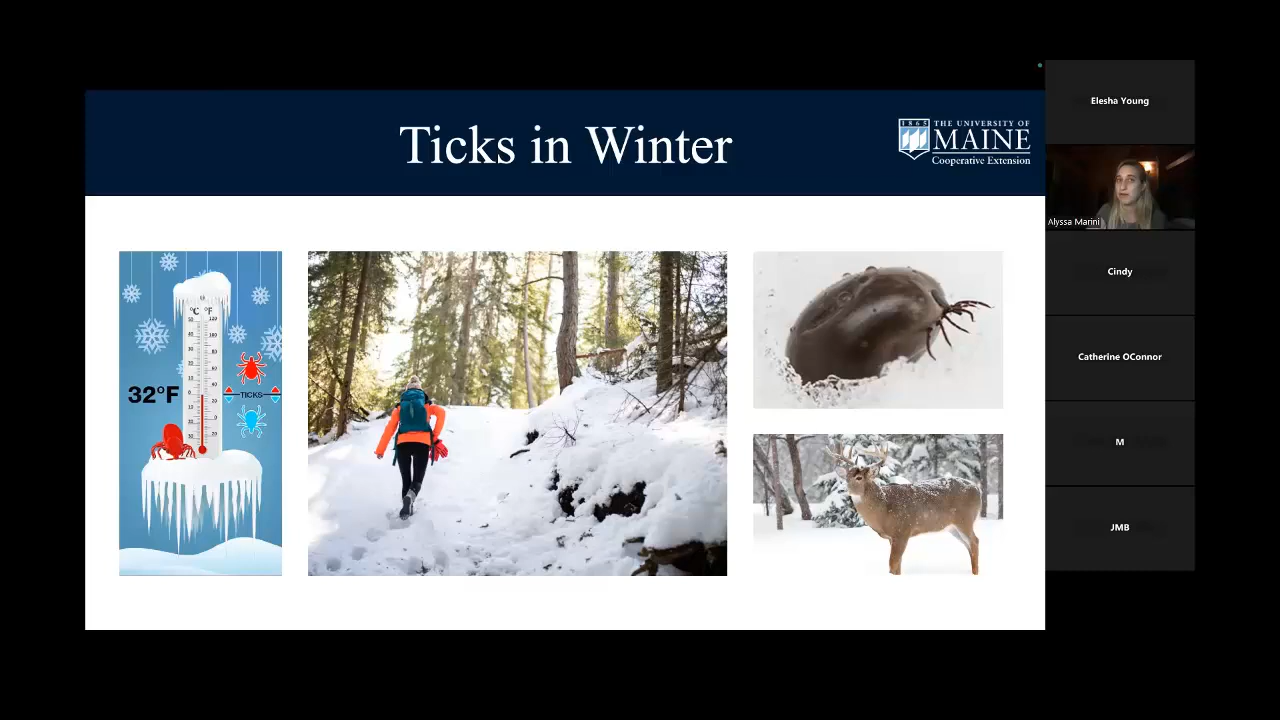 Ticks in Winter
1865
THE UNIVERSITY OF
MAINE
Cooperative Extension
°C °F
32°F
TICKS
Elesha Young
Alyssa Marini
Cindy
Catherine OConnor
M
JMB